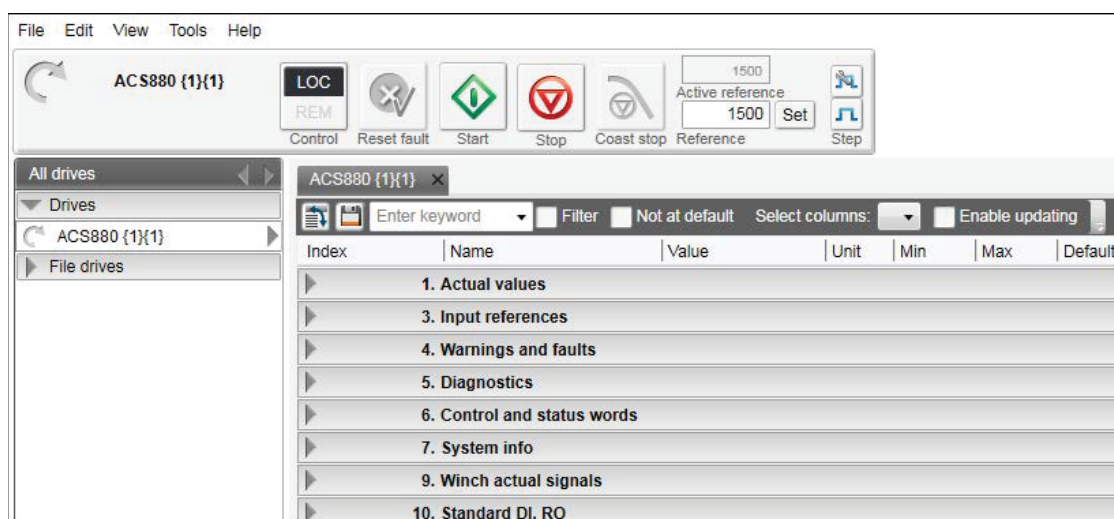 File Edit View Tools Help
ACS880 {1}{1}
LOC
REM
Control
Reset fault
Start
Stop
Coast stop
1500
Active reference
1500 Set
Reference
Step
All drives
Drives
ACS880 {1}{1}
File drives
ACS880 {1}{1}
Enter keyword Filter Not at default Select columns: Enable updating
Index Name Value Unit Min Max Default
1. Actual values
3. Input references
4. Warnings and faults
5. Diagnostics
6. Control and status words
7. System info
9. Winch actual signals
10. Standard DI, RO